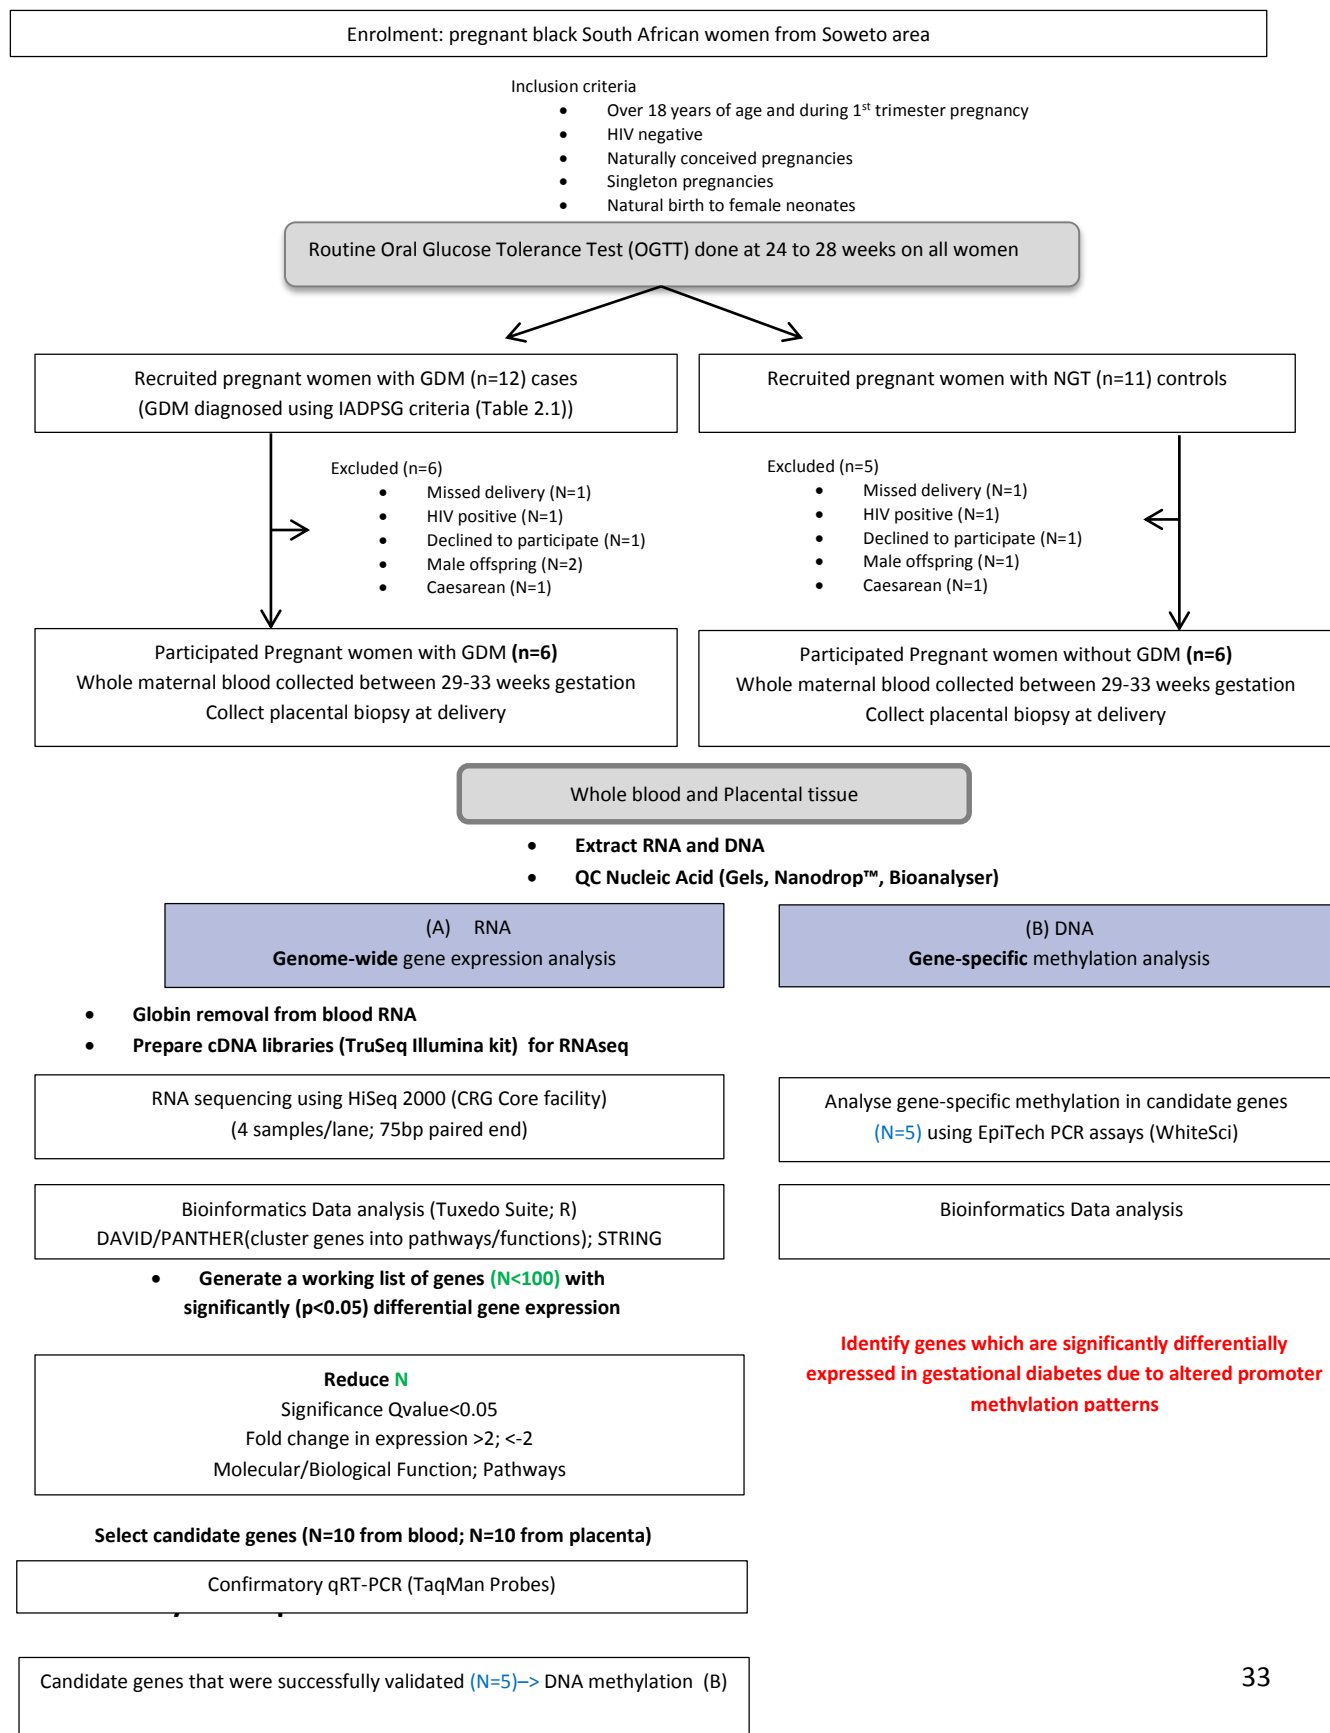 Enrolment: pregnant black South African women from Soweto area
Inclusion criteria
• Over 18 years of age and during 1st trimester pregnancy
• HIV negative
• Naturally conceived pregnancies
• Singleton pregnancies
• Natural birth to female neonates
Routine Oral Glucose Tolerance Test (OGTT) done at 24 to 28 weeks on all women
Recruited pregnant women with GDM (n=12) cases
(GDM diagnosed using IADPSG criteria (Table 2.1))
Recruited pregnant women with NGT (n=11) controls
Excluded (n=6)
• Missed delivery (N=1)
• HIV positive (N=1)
• Declined to participate (N=1)
• Male offspring (N=2)
• Caesarean (N=1)
Excluded (n=5)
• Missed delivery (N=1)
• HIV positive (N=1)
• Declined to participate (N=1)
• Male offspring (N=1)
• Caesarean (N=1)
Participated Pregnant women with GDM (n=6)
Whole maternal blood collected between 29-33 weeks gestation
Collect placental biopsy at delivery
Participated Pregnant women without GDM (n=6)
Whole maternal blood collected between 29-33 weeks gestation
Collect placental biopsy at delivery
Whole blood and Placental tissue
• Extract RNA and DNA
• QC Nucleic Acid (Gels, Nanodrop™, Bioanalyser)
(A) RNA
Genome-wide gene expression analysis
(B) DNA
Gene-specific methylation analysis
• Globin removal from blood RNA
• Prepare cDNA libraries (TruSeq Illumina kit) for RNAseq
RNA sequencing using HiSeq 2000 (CRG Core facility)
(4 samples/lane; 75bp paired end)
Analyse gene-specific methylation in candidate genes
(N=5) using EpiTech PCR assays (WhiteSci)
Bioinformatics Data analysis (Tuxedo Suite; R)
DAVID/PANTHER(cluster genes into pathways/functions); STRING
Bioinformatics Data analysis
• Generate a working list of genes (N<100) with
significantly (p<0.05) differential gene expression
Identify genes which are significantly differentially
expressed in gestational diabetes due to altered promoter
methylation patterns
Reduce N
Significance Qvalue<0.05
Fold change in expression >2; <-2
Molecular/Biological Function; Pathways
Select candidate genes (N=10 from blood; N=10 from placenta)
Confirmatory qRT-PCR (TaqMan Probes)
Candidate genes that were successfully validated (N=5)–> DNA methylation (B)
33